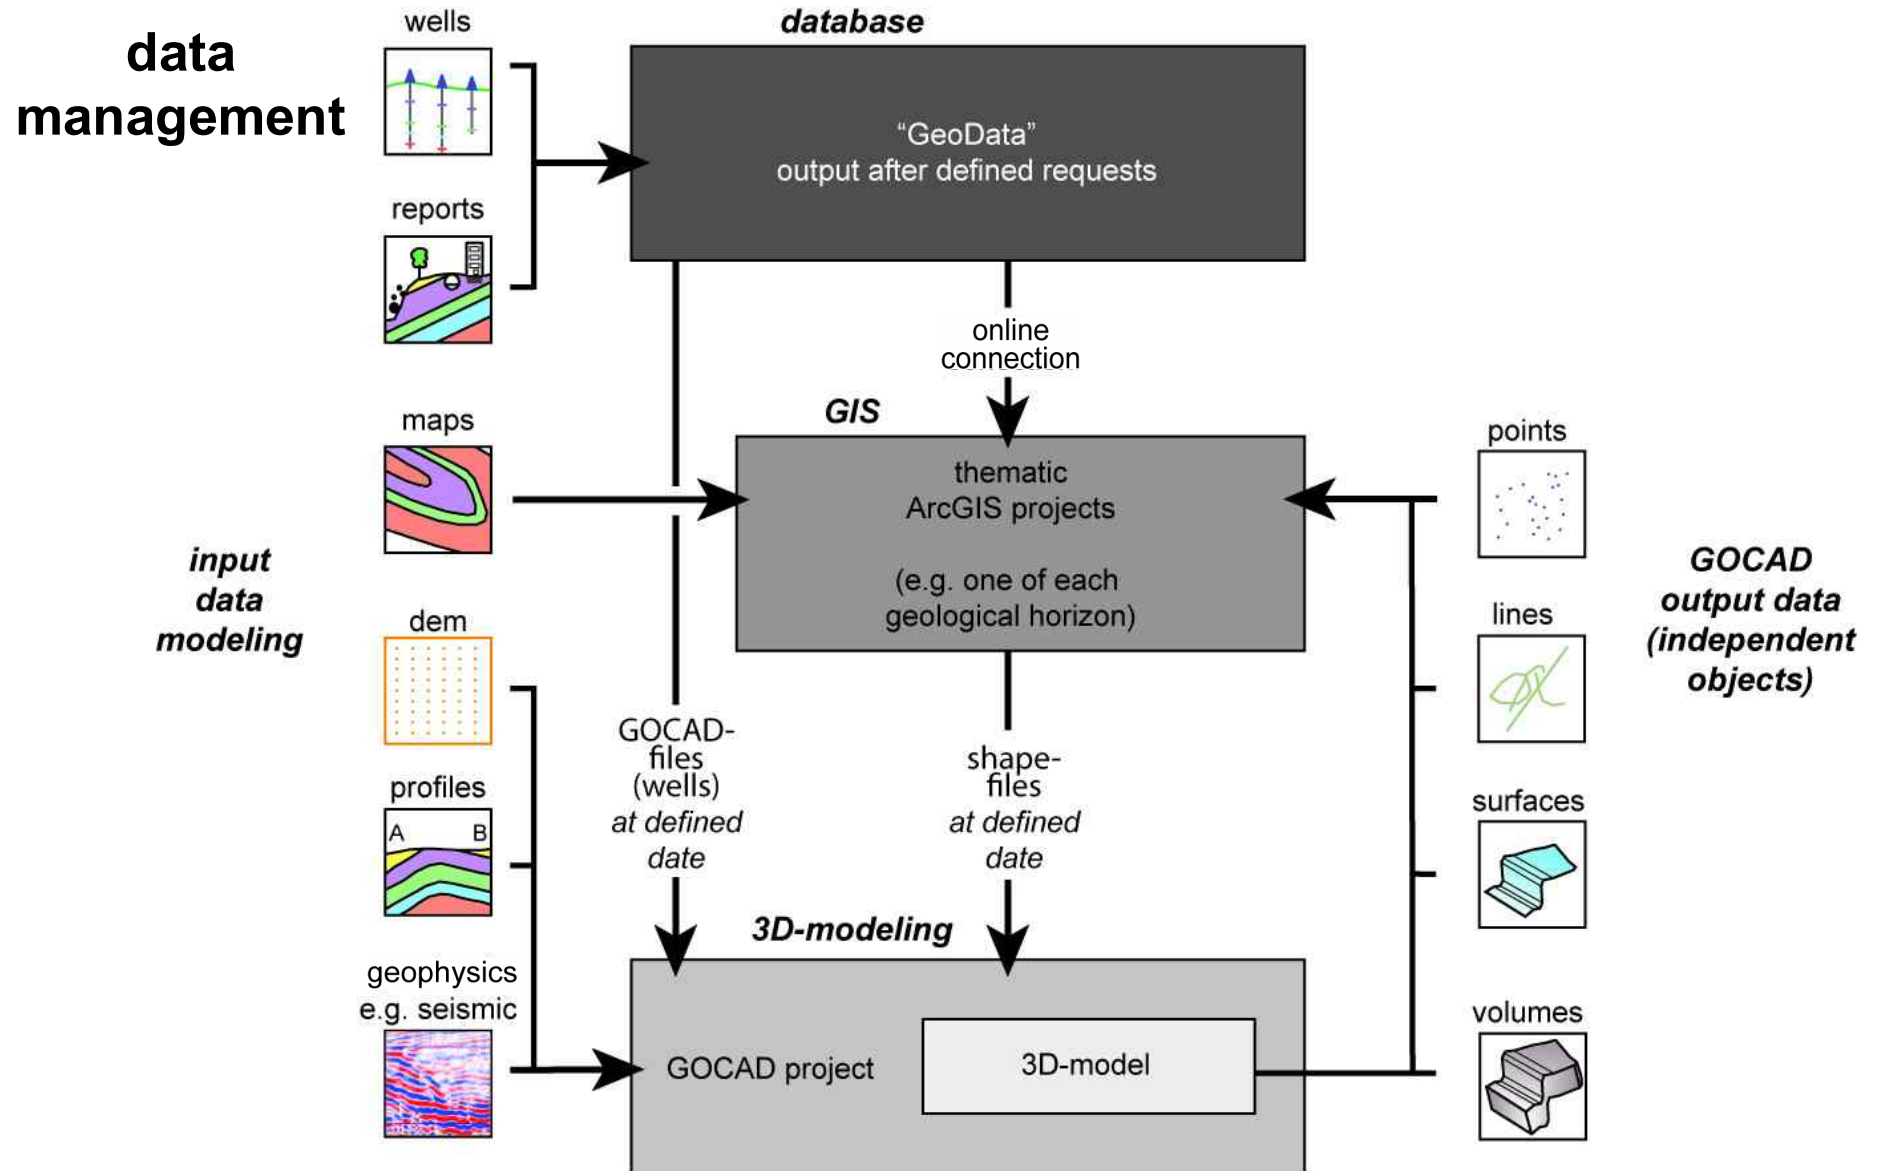 data
management
wells
reports
maps
input
data
modeling
dem
profiles
A B
geophysics
e.g. seismic
database
“GeoData”
output after defined requests
online
connection
GIS
thematic
ArcGIS projects
(e.g. one of each
geological horizon)
GOCAD-
files
(wells)
at defined
date
shape-
files
at defined
date
3D-modeling
GOCAD project
3D-model
points
lines
surfaces
volumes
GOCAD
output data
(independent
objects)